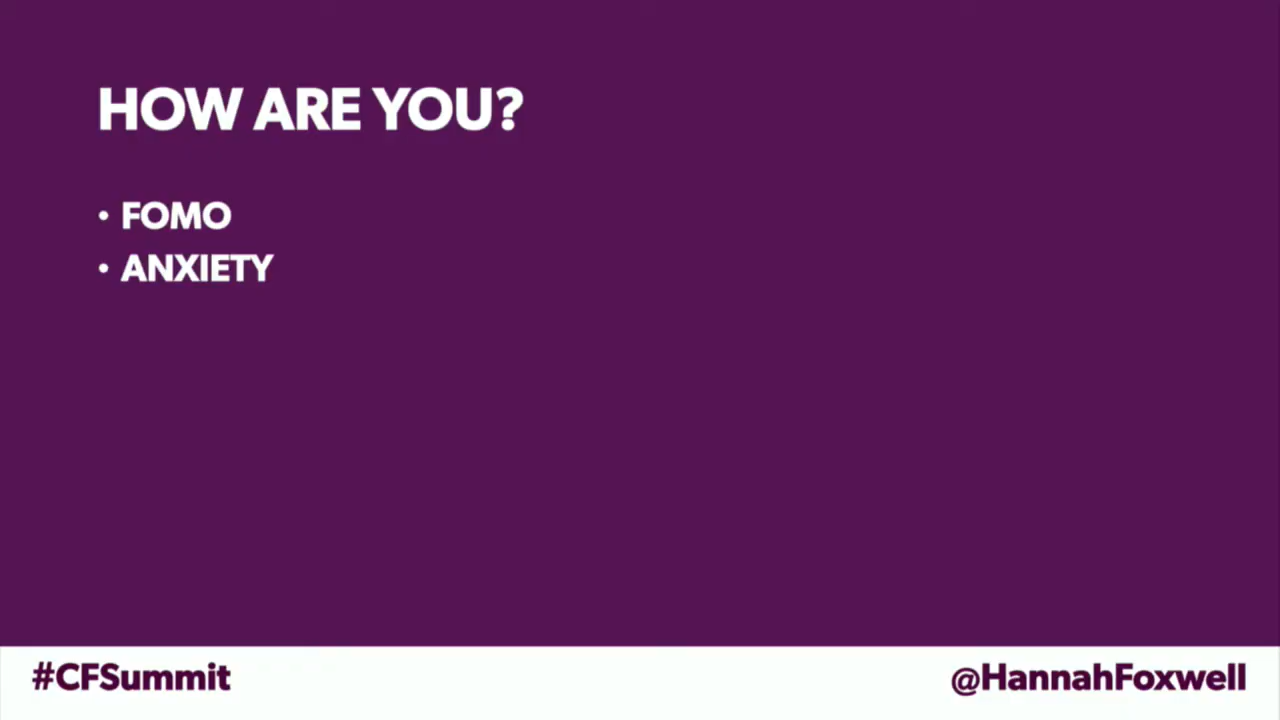 HOW ARE YOU?
• FOMO
• ANXIETY
#CFSummit
@HannahFoxwell